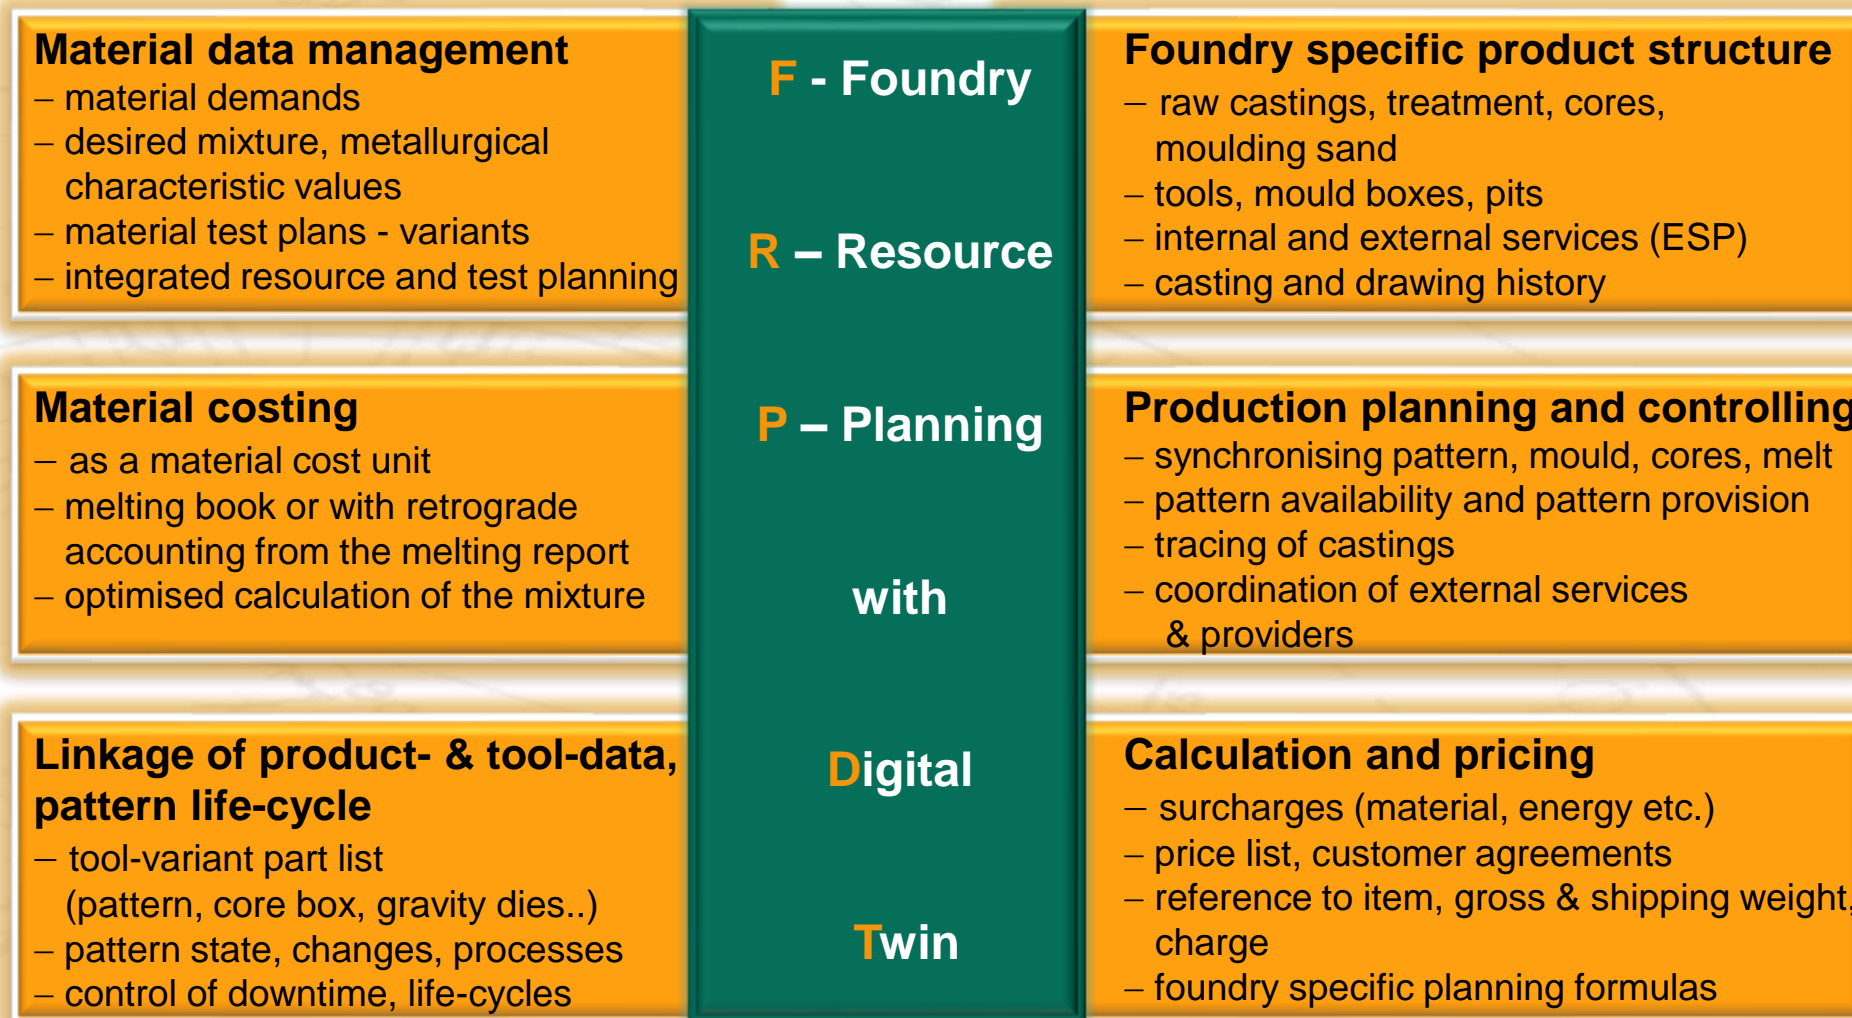 Material data management
– material demands
– desired mixture, metallurgical
characteristic values
– material test plans - variants
– integrated resource and test planning
Material costing
– as a material cost unit
– melting book or with retrograde
accounting from the melting report
– optimised calculation of the mixture
Linkage of product- & tool-data,
pattern life-cycle
– tool-variant part list
(pattern, core box, gravity dies..)
– pattern state, changes, processes
– control of downtime, life-cycles
F - Foundry
R – Resource
P – Planning
with
Digital
Twin
Foundry specific product structure
– raw castings, treatment, cores,
moulding sand
– tools, mould boxes, pits
– internal and external services (ESP)
– casting and drawing history
Production planning and controlling
– synchronising pattern, mould, cores, melt
– pattern availability and pattern provision
– tracing of castings
– coordination of external services
& providers
Calculation and pricing
– surcharges (material, energy etc.)
– price list, customer agreements
– reference to item, gross & shipping weight,
charge
– foundry specific planning formulas